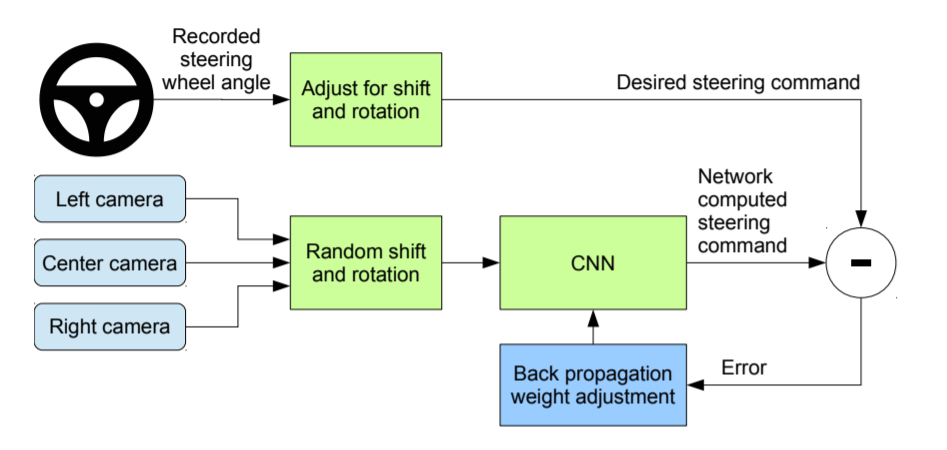 Recorded
steering
wheel angle
Adjust for shift
and rotation
Desired steering command
Left camera
Center camera
Right camera
Random shift
and rotation
CNN
Network
computed
steering
command
-
Back propagation
weight adjustment
Error